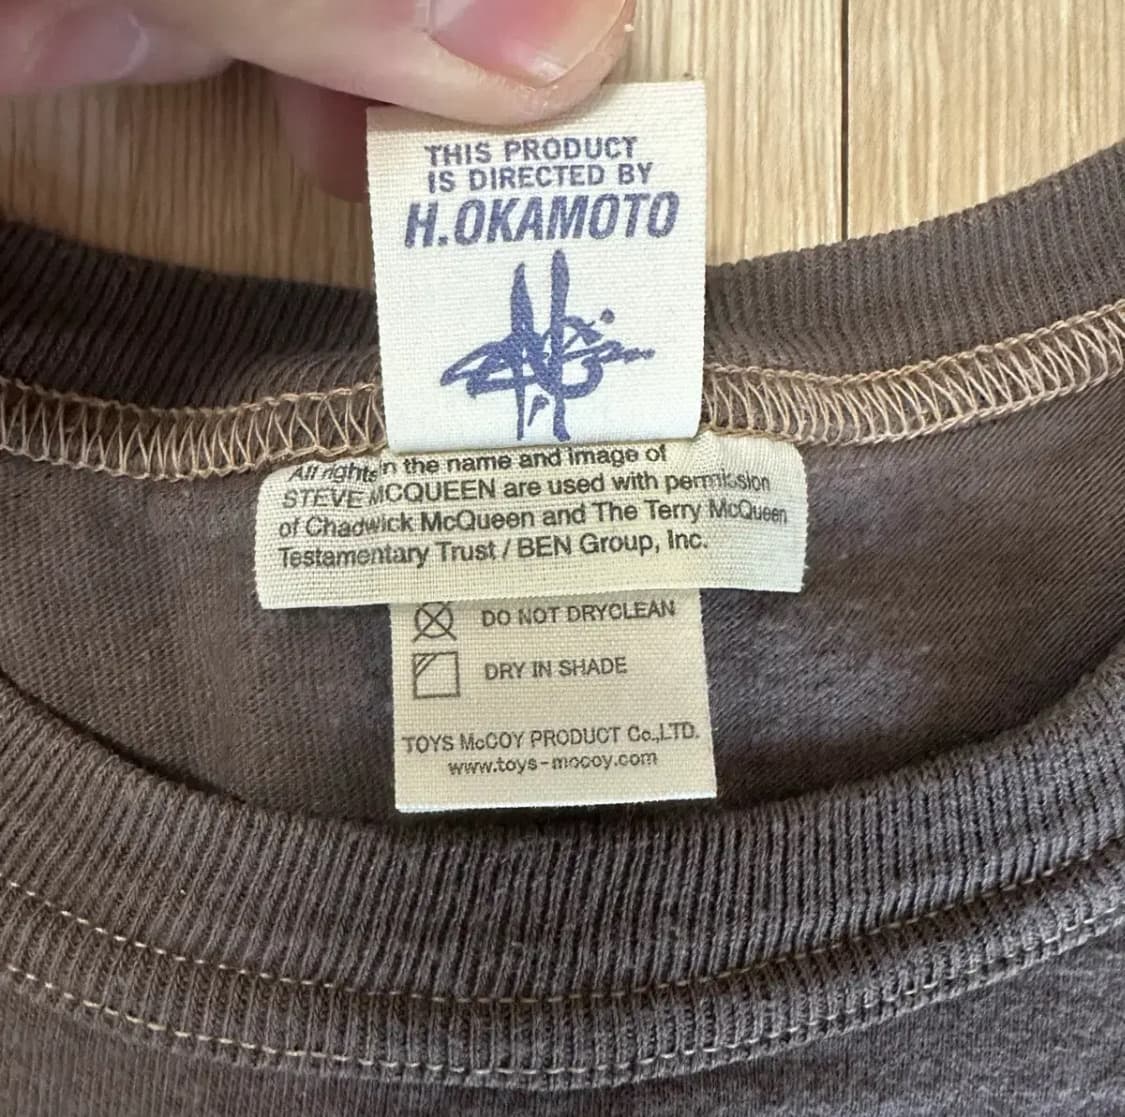 THIS PRODUCT
IS DIRECTED BY
H.OKAMOTO
All rights in the name and image of
STEVE MCQUEEN are used with permission
of Chadwick McQueen and The Terry McQueen
Testamentary Trust / BEN Group, Inc.
DO NOT DRYCLEAN
DRY IN SHADE
TOYS McCOY PRODUCT Co.,LTD.
www.toys-mccoy.com